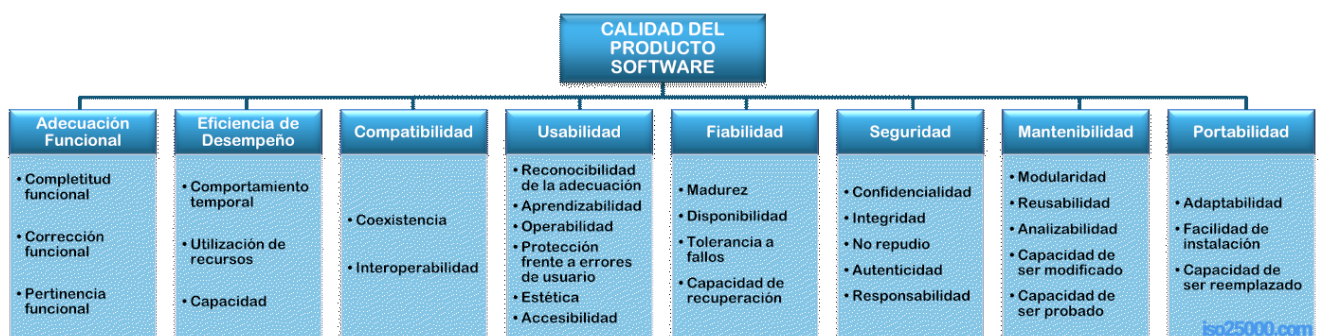 CALIDAD DEL
PRODUCTO
SOFTWARE
Adecuación
Funcional
• Completitud
funcional
• Corrección
funcional
• Pertinencia
funcional
Eficiencia de
Desempeño
• Comportamiento
temporal
• Utilización de
recursos
• Capacidad
Compatibilidad
• Coexistencia
• Interoperabilidad
Usabilidad
• Reconocibilidad
de la adecuación
• Aprendizabilidad
• Operabilidad
• Protección
frente a errores
de usuario
• Estética
• Accesibilidad
Fiabilidad
• Madurez
• Disponibilidad
• Tolerancia a
fallos
• Capacidad de
recuperación
Seguridad
• Confidencialidad
• Integridad
• No repudio
• Autenticidad
• Responsabilidad
Mantenibilidad
• Modularidad
• Reusabilidad
• Analizabilidad
• Capacidad de
ser modificado
• Capacidad de
ser probado
Portabilidad
• Adaptabilidad
• Facilidad de
instalación
• Capacidad de
ser reemplazado
iso25000.com